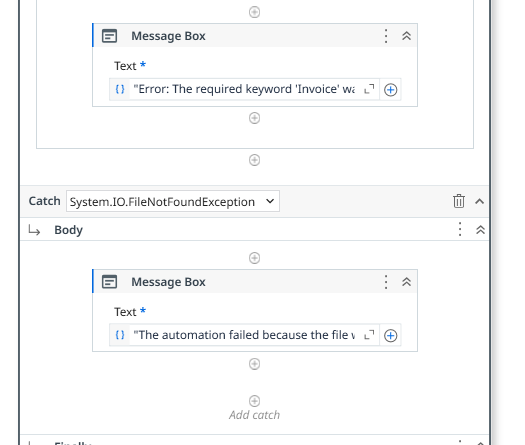 Message Box
Text *
"Error: The required keyword 'Invoice' wa
Catch System.IO.FileNotFoundException
Body
Message Box
Text *
"The automation failed because the file
Add catch
Finally